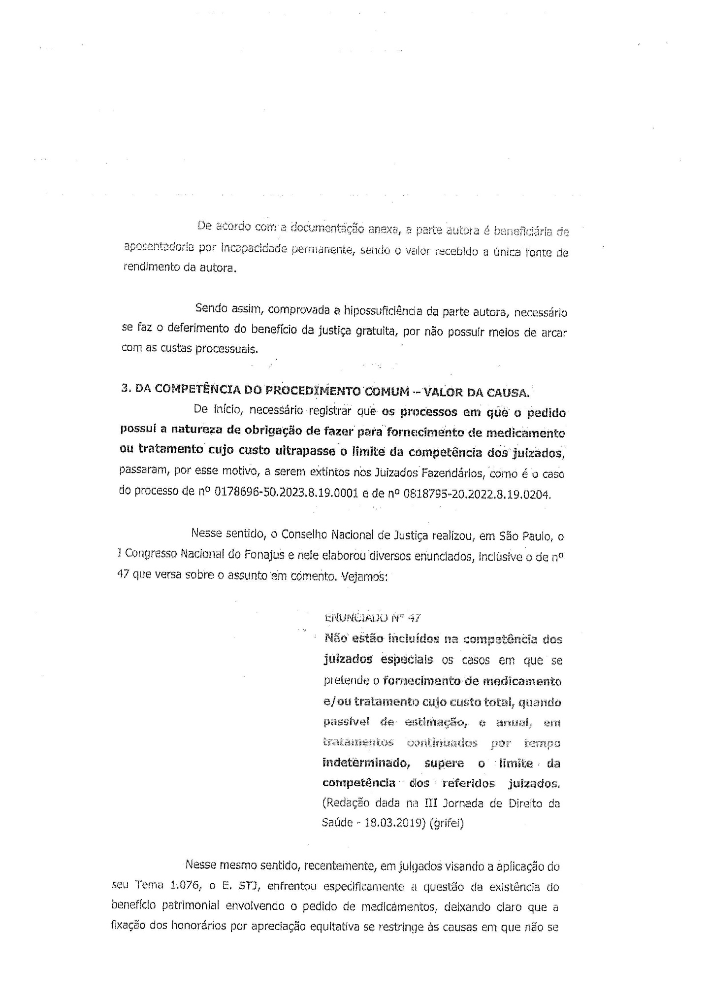 De acordo com a documentação anexa, a parte autora é beneficiária de
aposentadoria por incapacidade permanente, sendo o valor recebido a única fonte de
rendimento da autora.
Sendo assim, comprovada a hipossuficiência da parte autora, necessário
se faz o deferimento do benefício da justiça gratuita, por não possuir meios de arcar
com as custas processuais.
3. DA COMPETÊNCIA DO PROCEDIMENTO COMUM – VALOR DA CAUSA.
De início, necessário registrar que os processos em que o pedido
possui a natureza de obrigação de fazer para fornecimento de medicamento
ou tratamento cujo custo ultrapasse o limite da competência dos juizados,
passaram, por esse motivo, a serem extintos nos Juizados Fazendários, como é o caso
do processo de nº 0178696-50.2023.8.19.0001 e de nº 0818795-20.2022.8.19.0204.
Nesse sentido, o Conselho Nacional de Justiça realizou, em São Paulo, o
I Congresso Nacional do Fonajus e nele elaborou diversos enunciados, inclusive o de nº
47 que versa sobre o assunto em comento. Vejamos:
ENUNCIADO Nº 47
Não estão incluídos na competência dos
juizados especiais os casos em que se
pretende o fornecimento de medicamento
e/ou tratamento cujo custo total, quando
passível de estimação, e anual, em
tratamentos continuados por tempo
indeterminado, supere o limite da
competência dos referidos juizados.
(Redação dada na III Jornada de Direito da
Saúde - 18.03.2019) (grifei)
Nesse mesmo sentido, recentemente, em julgados visando a aplicação do
seu Tema 1.076, o E. STJ, enfrentou especificamente a questão da existência do
benefício patrimonial envolvendo o pedido de medicamentos, deixando claro que a
fixação dos honorários por apreciação equitativa se restringe às causas em que não se